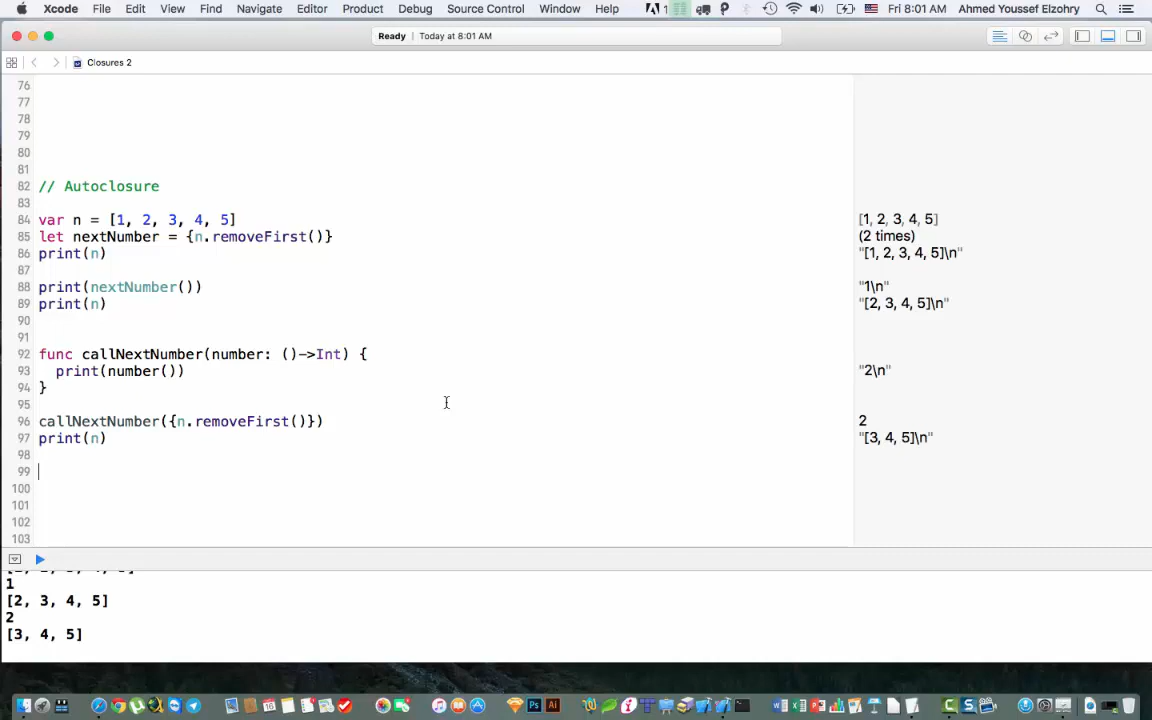 Xcode File Edit View Find Navigate Editor Product Debug Source Control Window Help 1 Fri 8:01 AM Ahmed Youssef Elzohry
Ready | Today at 8:01 AM
Closures 2
76
77
78
79
80
81
82 // Autoclosure
83
84 var n = [1, 2, 3, 4, 5] [1, 2, 3, 4, 5]
85 let nextNumber = {n.removeFirst()} (2 times)
86 print(n) "[1, 2, 3, 4, 5]\n"
87
88 print(nextNumber()) "1\n"
89 print(n) "[2, 3, 4, 5]\n"
90
91
92 func callNextNumber(number: ()->Int) {
93 print(number()) "2\n"
94 }
95
96 callNextNumber({n.removeFirst()}) 2
97 print(n) "[3, 4, 5]\n"
98
99
100
101
102
103
1
[2, 3, 4, 5]
2
[3, 4, 5]
16 Ps Ai